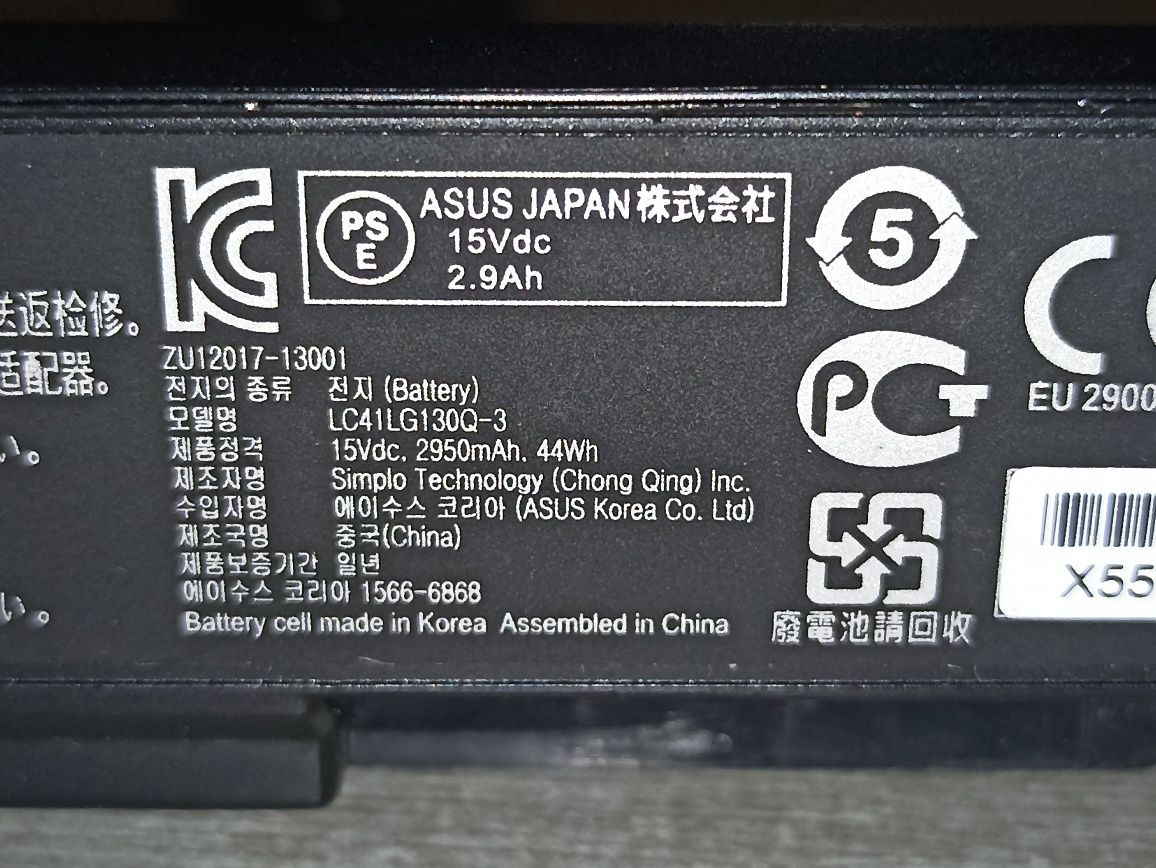 PS
E
ASUS JAPAN株式会社
15Vdc
2.9Ah
5
送返检修。
适配器。
い。
い。
ZU12017-13001
전지의 종류 전지 (Battery)
모델명 LC41LG130Q-3
제품정격 15Vdc, 2950mAh, 44Wh
제조자명 Simplo Technology (Chong Qing) Inc.
수입자명 에이수스 코리아 (ASUS Korea Co. Ltd)
제조국명 중국(China)
제품보증기간 일년
에이수스 코리아 1566-6868
Battery cell made in Korea Assembled in China
EU 2900
X55
廢電池請回收